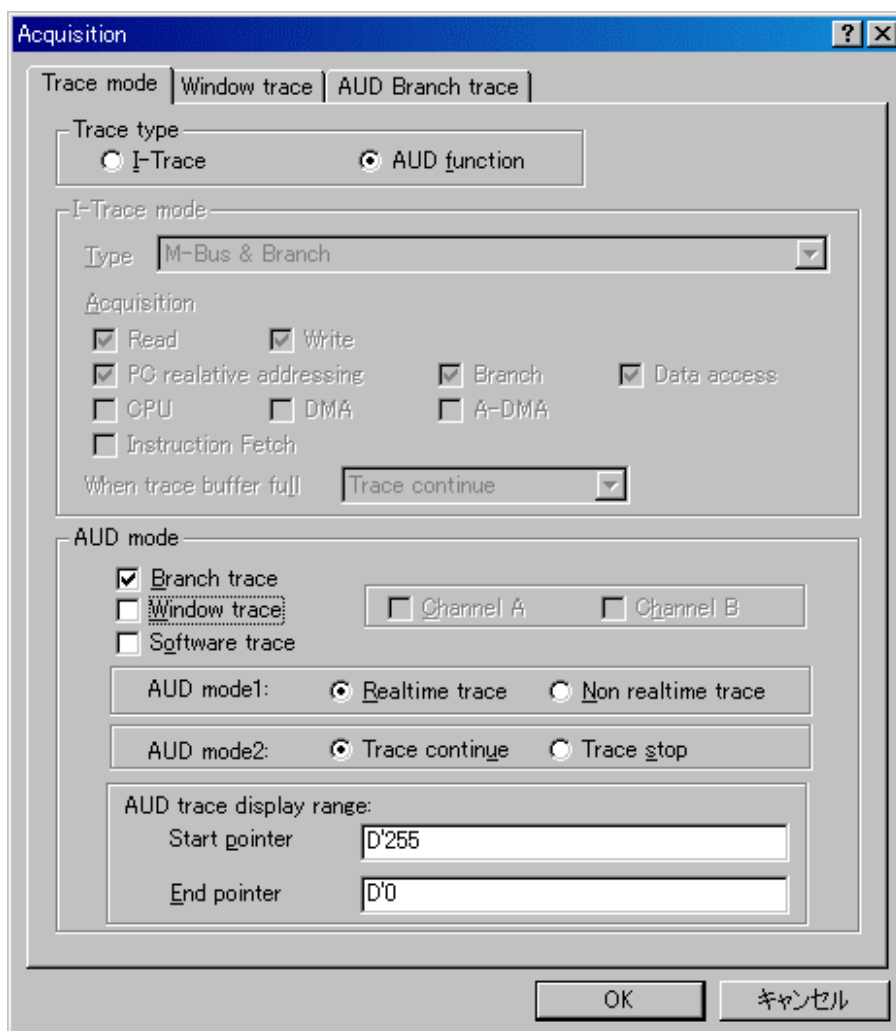 Acquisition
Trace mode Window trace AUD Branch trace
Trace type
I-Trace AUD function
I-Trace mode
Type M-Bus & Branch
Acquisition
Read Write
PC realative addressing Branch Data access
CPU DMA A-DMA
Instruction Fetch
When trace buffer full Trace continue
AUD mode
Branch trace
Window trace Channel A Channel B
Software trace
AUD mode1: Realtime trace Non realtime trace
AUD mode2: Trace continue Trace stop
AUD trace display range:
Start pointer D'255
End pointer D'0
OK キャンセル